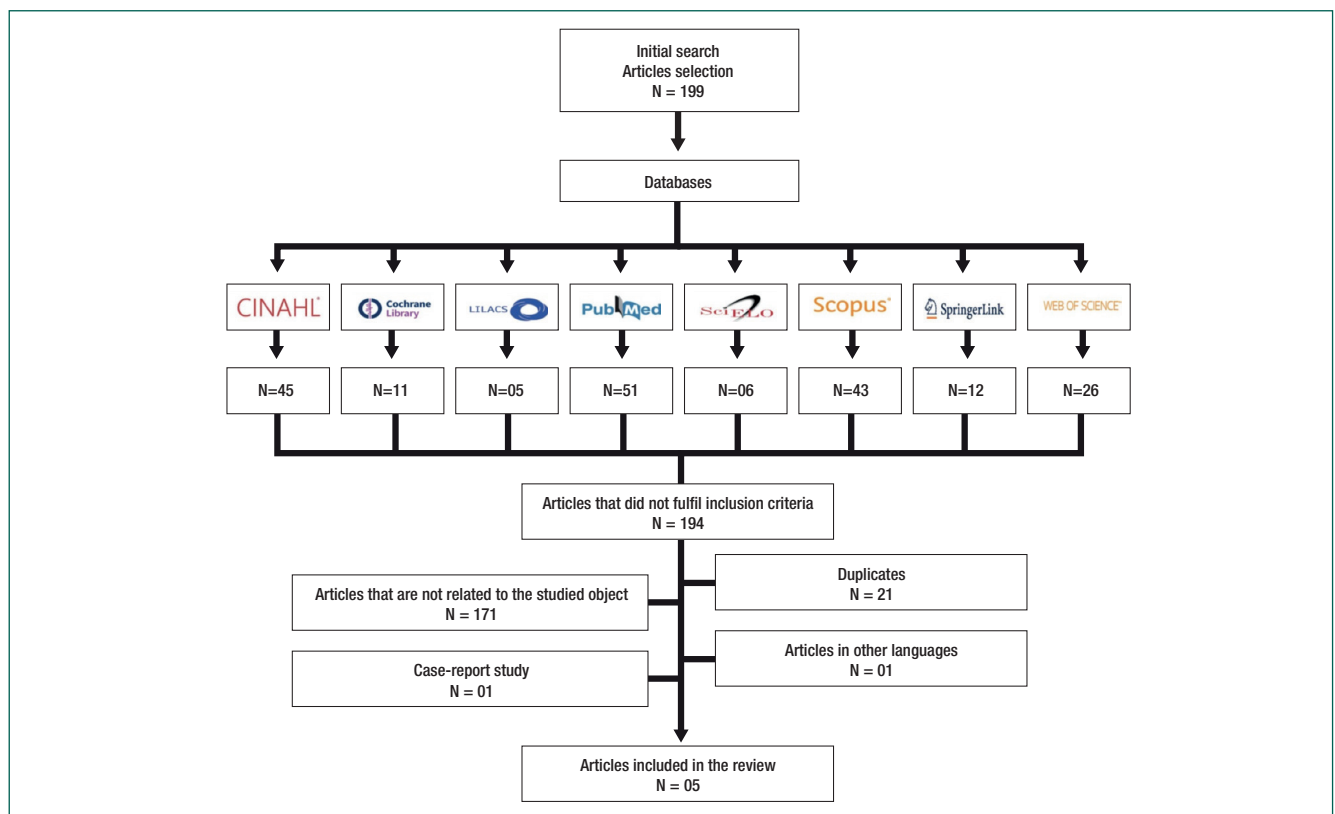 Initial search
Articles selection
N = 199
Databases
CINAHL®
Cochrane
Library
LILACS
PubMed
SciELO
Scopus®
SpringerLink
WEB OF SCIENCE™
N=45
N=11
N=05
N=51
N=06
N=43
N=12
N=26
Articles that did not fulfil inclusion criteria
N = 194
Duplicates
N = 21
Articles that are not related to the studied object
N = 171
Articles in other languages
N = 01
Case-report study
N = 01
Articles included in the review
N = 05